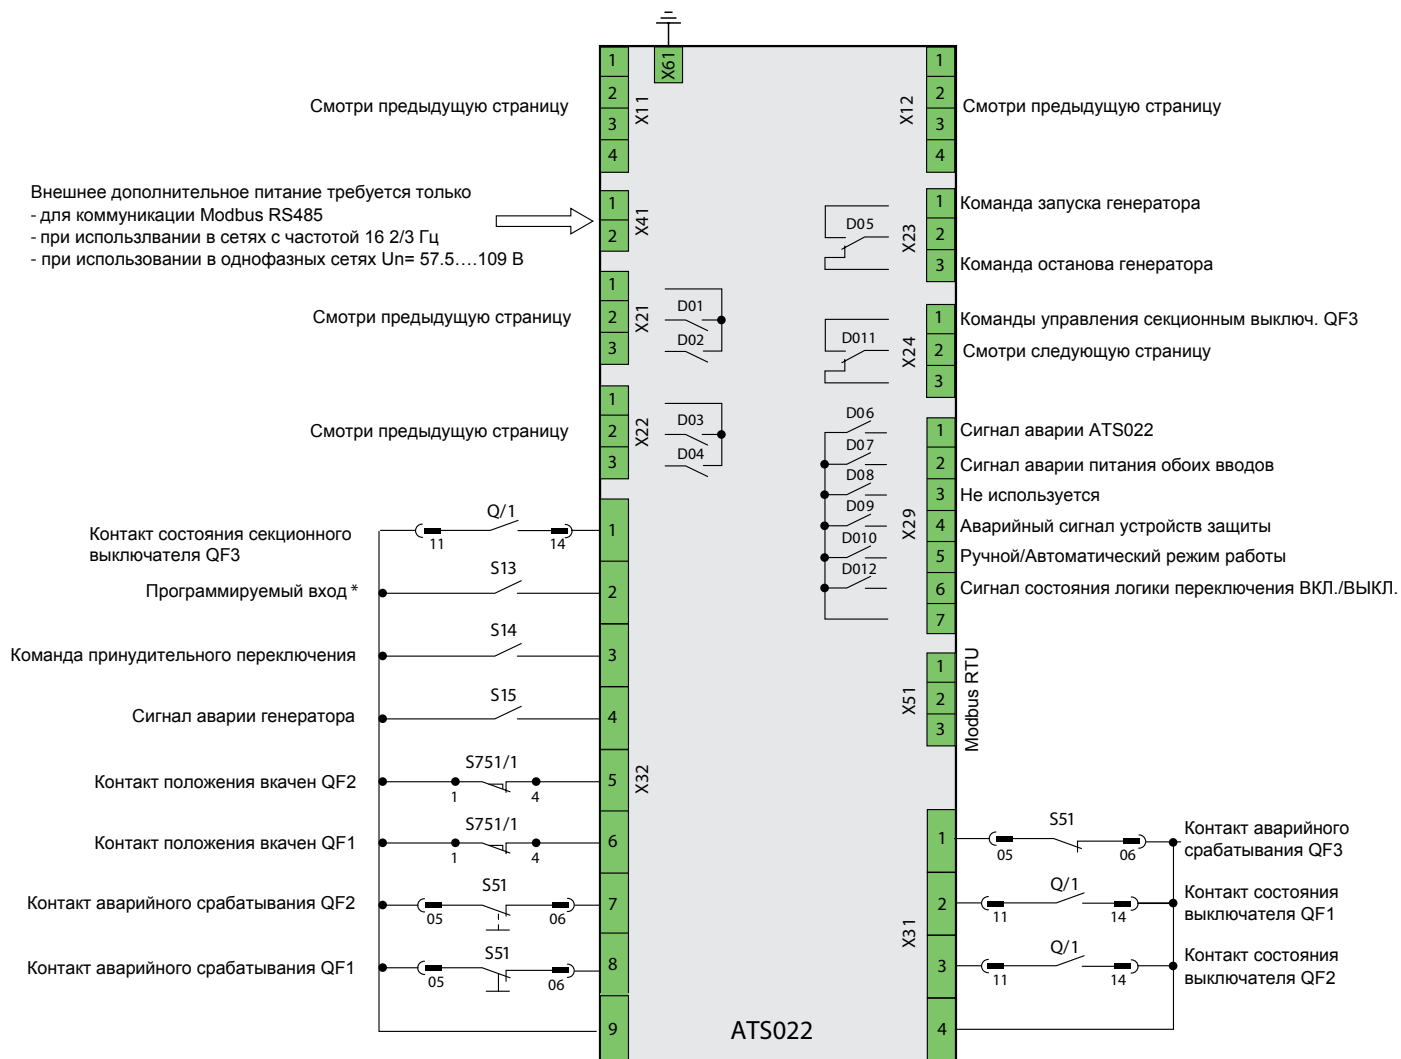 X61
1
2
3
4
X11
Смотри предыдущую страницу
1
2
3
4
X12
Смотри предыдущую страницу
Внешнее дополнительное питание требуется только
- для коммуникации Modbus RS485
- при использлвании в сетях с частотой 16 2/3 Гц
- при использовании в однофазных сетях Un= 57.5....109 В
1
2
X41
D05
X23
1
2
3
Команда запуска генератора
Команда останова генератора
Смотри предыдущую страницу
1
2
3
X21
D01
D02
D011
X24
1
2
3
Команды управления секционным выключ. QF3
Смотри следующую страницу
Смотри предыдущую страницу
1
2
3
X22
D03
D04
D06
D07
D08
D09
D010
D012
X29
1
2
3
4
5
6
7
Сигнал аварии ATS022
Сигнал аварии питания обоих вводов
Не используется
Аварийный сигнал устройств защиты
Ручной/Автоматический режим работы
Сигнал состояния логики переключения ВКЛ./ВЫКЛ.
Контакт состояния секционного
выключателя QF3
Q/1
11
14
1
Программируемый вход *
S13
2
Команда принудительного переключения
S14
3
Сигнал аварии генератора
S15
4
Контакт положения вкачен QF2
S751/1
1
4
5
X32
Контакт положения вкачен QF1
S751/1
1
4
6
Контакт аварийного срабатывания QF2
S51
05
06
7
Контакт аварийного срабатывания QF1
S51
05
06
8
9
X51
1
2
3
Modbus RTU
X31
1
S51
05
06
Контакт аварийного
срабатывания QF3
2
Q/1
11
14
Контакт состояния
выключателя QF1
3
Q/1
11
14
Контакт состояния
выключателя QF2
4
ATS022